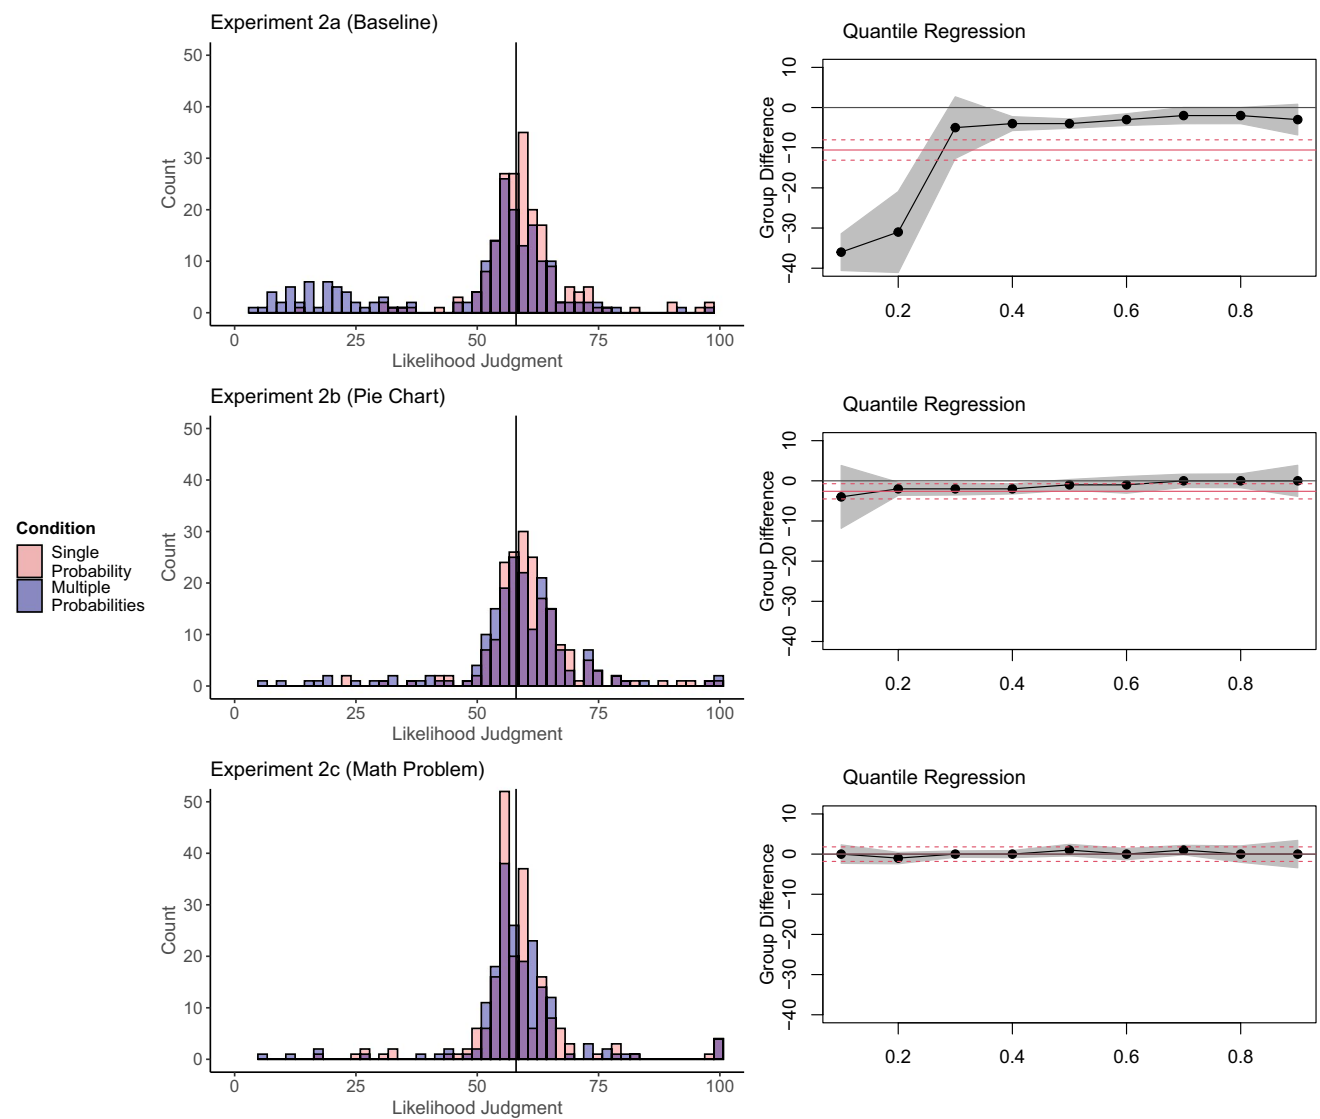 Experiment 2a (Baseline)
50
40
30
20
10
0
Count
0 25 50 75 100
Likelihood Judgment
Quantile Regression
10
0
−10
−20
−30
−40
Group Difference
0.2 0.4 0.6 0.8
Experiment 2b (Pie Chart)
50
40
30
20
10
0
Count
0 25 50 75 100
Likelihood Judgment
Quantile Regression
10
0
−10
−20
−30
−40
Group Difference
0.2 0.4 0.6 0.8
Condition
Single
Probability
Multiple
Probabilities
Experiment 2c (Math Problem)
50
40
30
20
10
0
Count
0 25 50 75 100
Likelihood Judgment
Quantile Regression
10
0
−10
−20
−30
−40
Group Difference
0.2 0.4 0.6 0.8